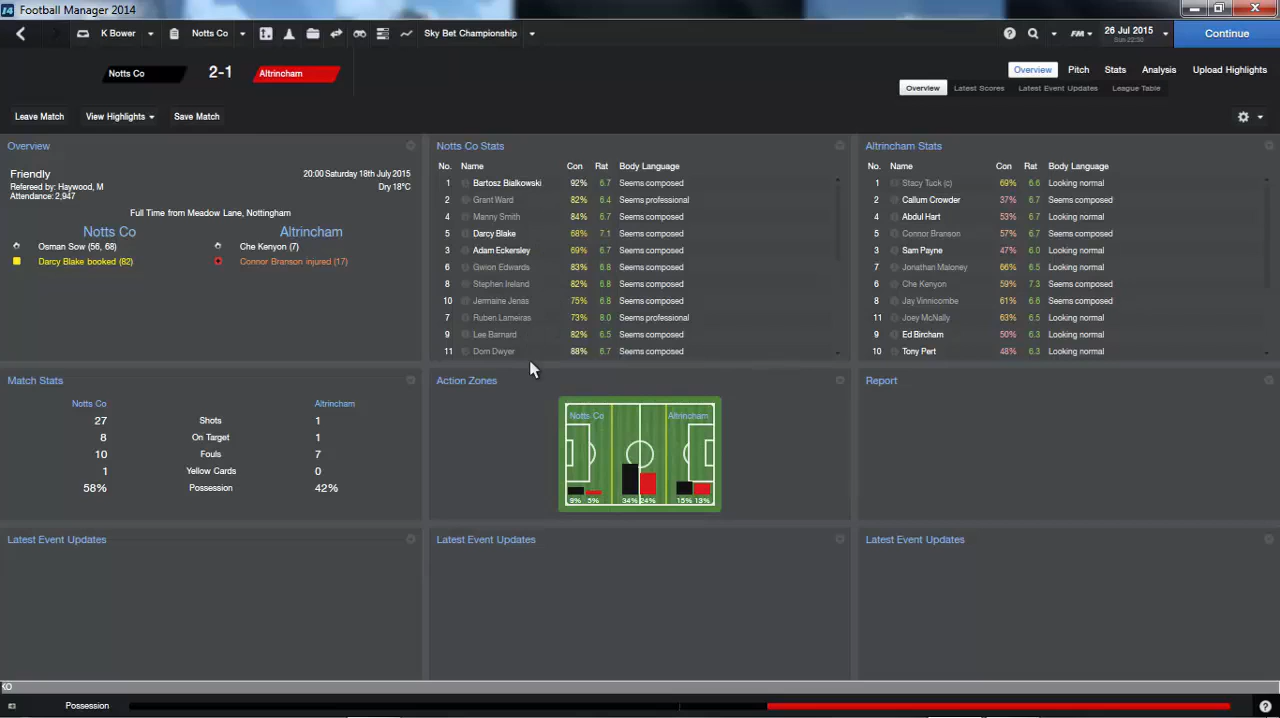 Football Manager 2014
K Bower
Notts Co
Sky Bet Championship
FM
26 Jul 2015
Sun 22:30
Continue
Notts Co
2-1
Altrincham
Overview Pitch Stats Analysis Upload Highlights
Overview Latest Scores Latest Event Updates League Table
Leave Match View Highlights Save Match
Overview
Friendly 20:00 Saturday 18th July 2015
Refereed by: Haywood, M Dry 18°C
Attendance: 2,947
Full Time from Meadow Lane, Nottingham
Notts Co Altrincham
Osman Sow (56, 68) Che Kenyon (7)
Darcy Blake booked (82) Connor Branson injured (17)
Notts Co Stats
No. Name Con Rat Body Language
1 Bartosz Bialkowski 92% 6.7 Seems composed
2 Grant Ward 82% 6.4 Seems professional
4 Manny Smith 84% 6.7 Seems composed
5 Darcy Blake 68% 7.1 Seems composed
3 Adam Eckersley 69% 6.7 Seems composed
6 Gwion Edwards 83% 6.8 Seems composed
8 Stephen Ireland 82% 6.8 Seems composed
10 Jermaine Jenas 75% 6.8 Seems composed
7 Ruben Lameiras 73% 8.0 Seems professional
9 Lee Barnard 82% 6.5 Seems composed
11 Dom Dwyer 88% 6.7 Seems composed
Altrincham Stats
No. Name Con Rat Body Language
1 Stacy Tuck (c) 69% 6.6 Looking normal
2 Callum Crowder 37% 6.7 Seems composed
4 Abdul Hart 53% 6.7 Looking normal
5 Connor Branson 57% 6.7 Seems composed
3 Sam Payne 47% 6.0 Looking normal
7 Jonathan Maloney 66% 6.5 Looking normal
6 Che Kenyon 59% 7.3 Seems composed
8 Jay Vinnicombe 61% 6.6 Seems composed
11 Joey McNally 63% 6.5 Looking normal
9 Ed Bircham 50% 6.3 Looking normal
10 Tony Pert 48% 6.3 Looking normal
Match Stats
Notts Co Altrincham
27 Shots 1
8 On Target 1
10 Fouls 7
1 Yellow Cards 0
58% Possession 42%
Action Zones
Notts Co Altrincham
9% 5% 34% 24% 15% 13%
Report
Latest Event Updates
Latest Event Updates
Latest Event Updates
KO
Possession